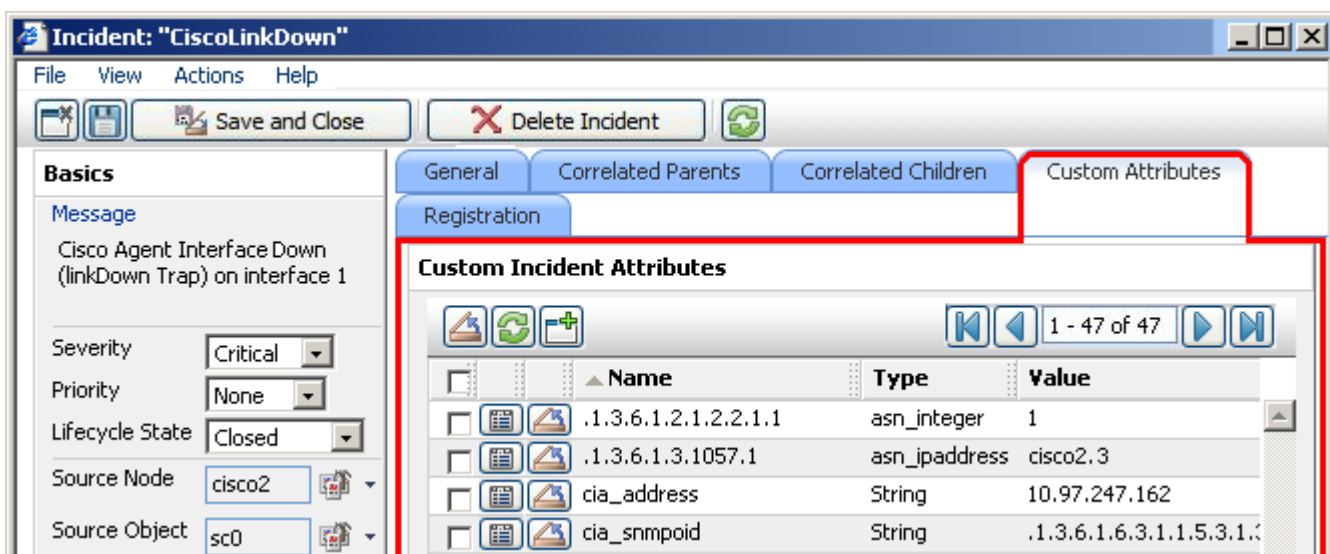 Incident: "CiscoLinkDown"
File View Actions Help
Save and Close Delete Incident
Basics
Message
Cisco Agent Interface Down
(linkDown Trap) on interface 1
Severity Critical
Priority None
Lifecycle State Closed
Source Node cisco2
Source Object sc0
General Correlated Parents Correlated Children Custom Attributes
Registration
Custom Incident Attributes
1 - 47 of 47
Name Type Value
.1.3.6.1.2.1.2.2.1.1 asn_integer 1
.1.3.6.1.3.1057.1 asn_ipaddress cisco2.3
cia_address String 10.97.247.162
cia_snmpoid String .1.3.6.1.6.3.1.1.5.3.1.